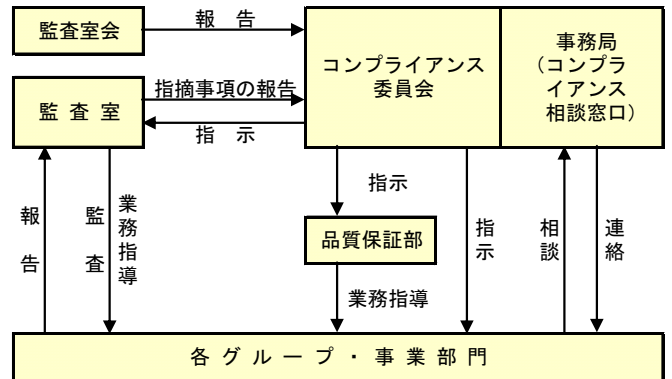 監査室会
報 告
コンプライアンス
委員会
事務局
（コンプラ
イアンス
相談窓口）
監 査 室
指摘事項の報告
指 示
報 告
監 査
業務指導
指示
品質保証部
業務指導
指示
相談
連絡
各 グ ル ー プ ・ 事 業 部 門